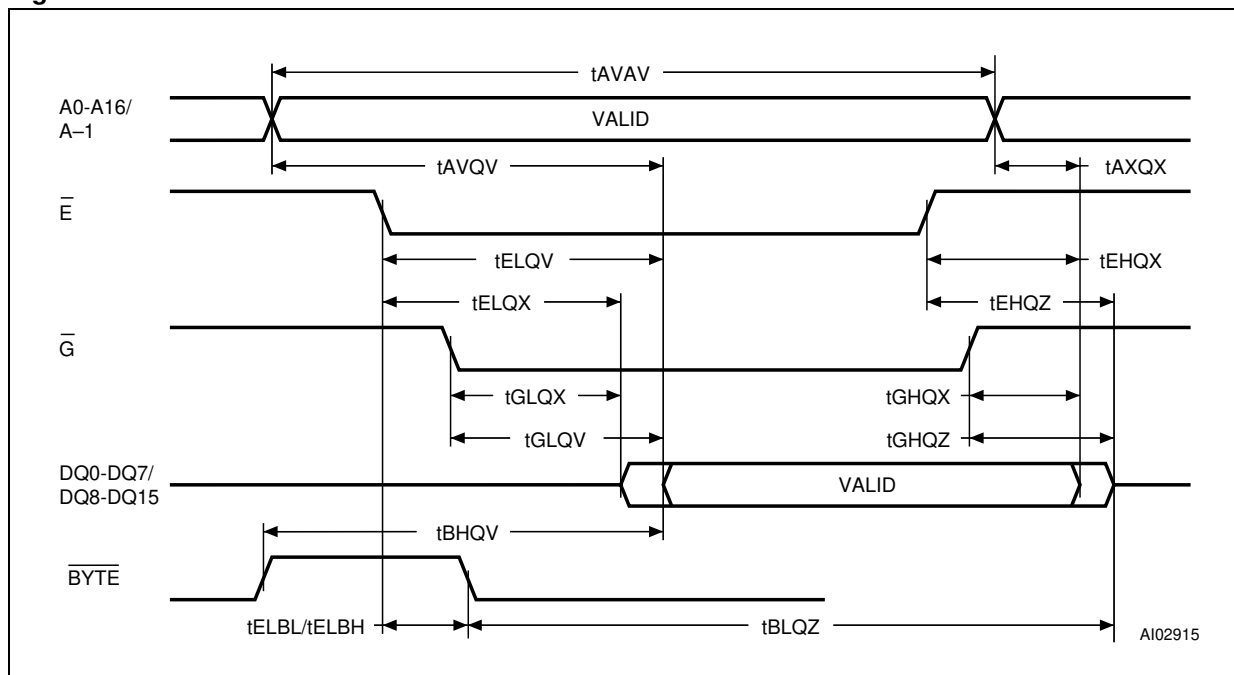 tAVAV
A0-A16/
A–1
VALID
tAVQV
tAXQX
E
tELQV
tEHQX
tELQX
tEHQZ
G
tGLQX
tGHQX
tGLQV
tGHQZ
DQ0-DQ7/
DQ8-DQ15
VALID
tBHQV
BYTE
tELBL/tELBH
tBLQZ
AI02915